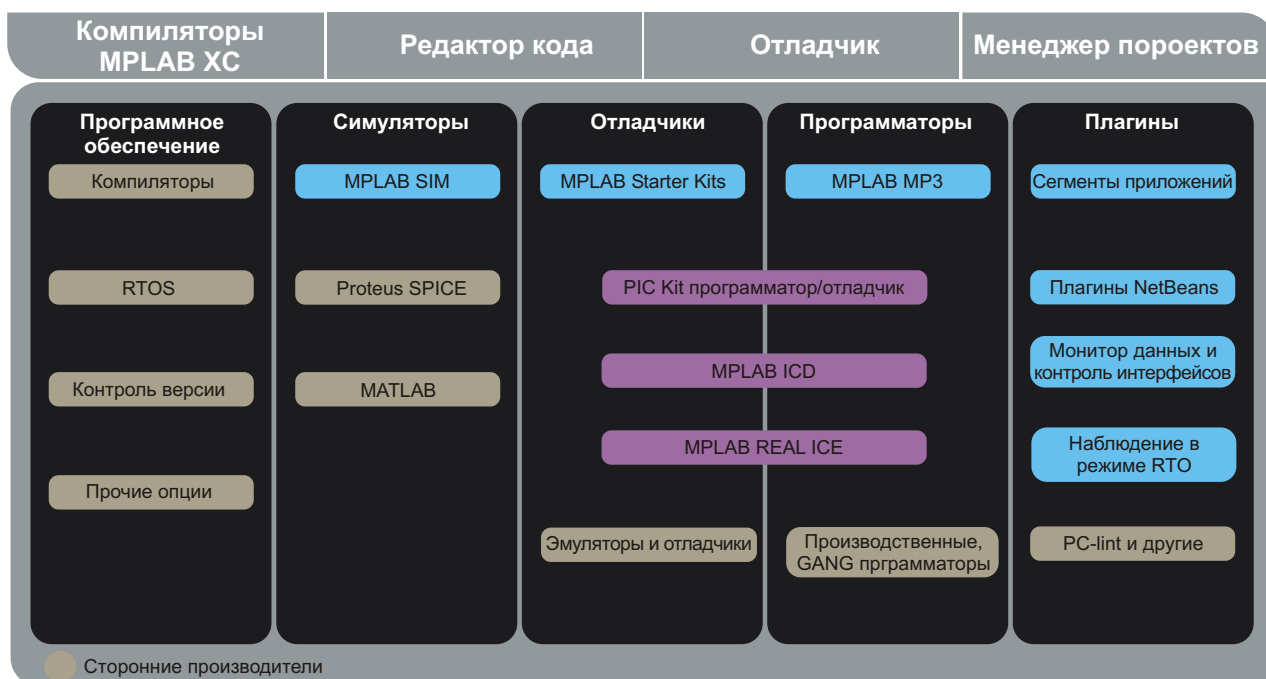 Компиляторы
MPLAB XC
Редактор кода
Отладчик
Менеджер пороектов
Программное
обеспечение
Компиляторы
RTOS
Контроль версии
Прочие опции
Симуляторы
MPLAB SIM
Proteus SPICE
MATLAB
Отладчики
MPLAB Starter Kits
Программаторы
MPLAB MP3
PIC Kit программатор/отладчик
MPLAB ICD
MPLAB REAL ICE
Эмуляторы и отладчики
Производственные,
GANG прграмматоры
Плагины
Сегменты приложений
Плагины NetBeans
Монитор данных и
контроль интерфейсов
Наблюдение в
режиме RTO
PC-lint и другие
Сторонние производители